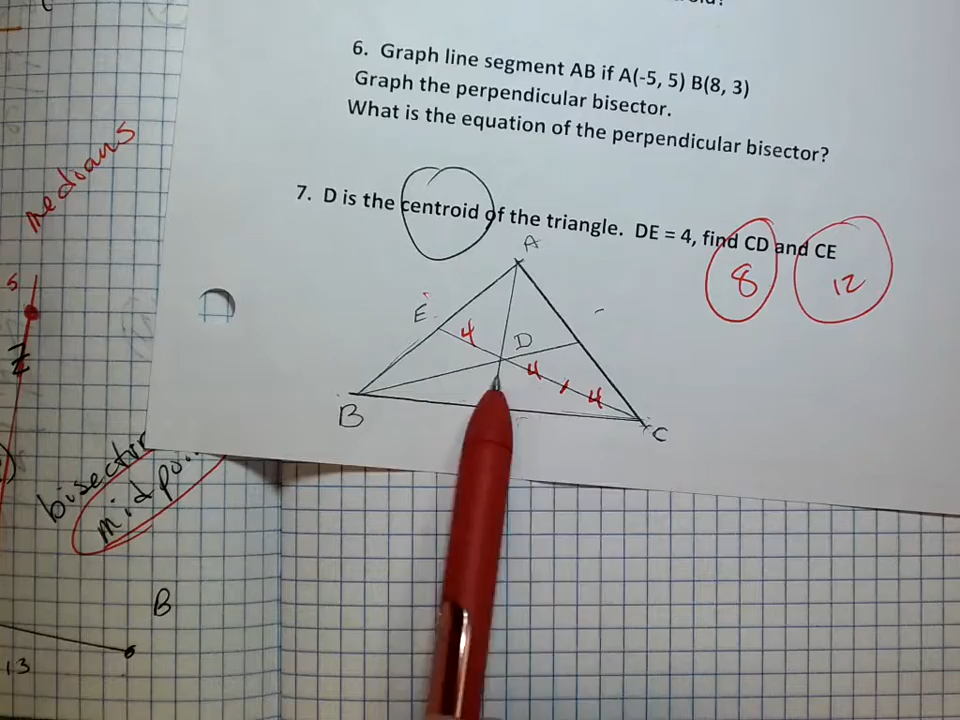 6. Graph line segment AB if A(-5, 5) B(8, 3)
Graph the perpendicular bisector.
What is the equation of the perpendicular bisector?
7. D is the centroid of the triangle. DE = 4, find CD and CE
8 12
A
E
4
D
4 4
B
C
medians
5
bisector
B
13